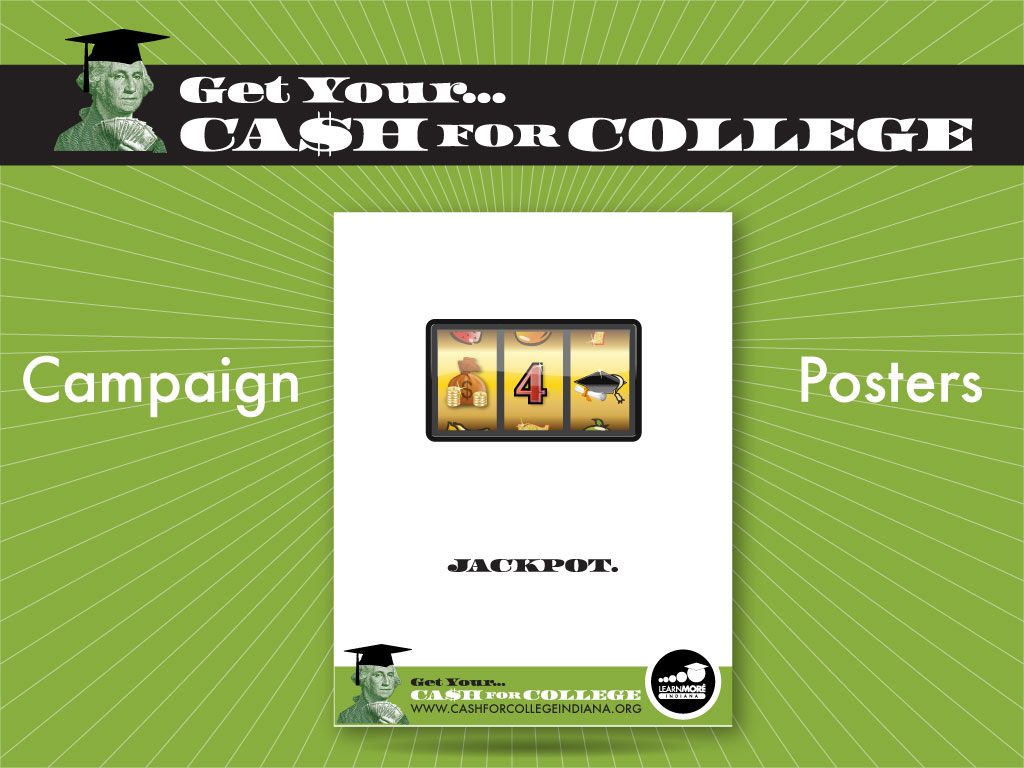 Get Your...
CA$H FOR COLLEGE
Campaign
Posters
$
4
JACKPOT.
Get Your...
CA$H FOR COLLEGE
WWW.CASHFORCOLLEGEINDIANA.ORG
LEARNMORE
INDIANA